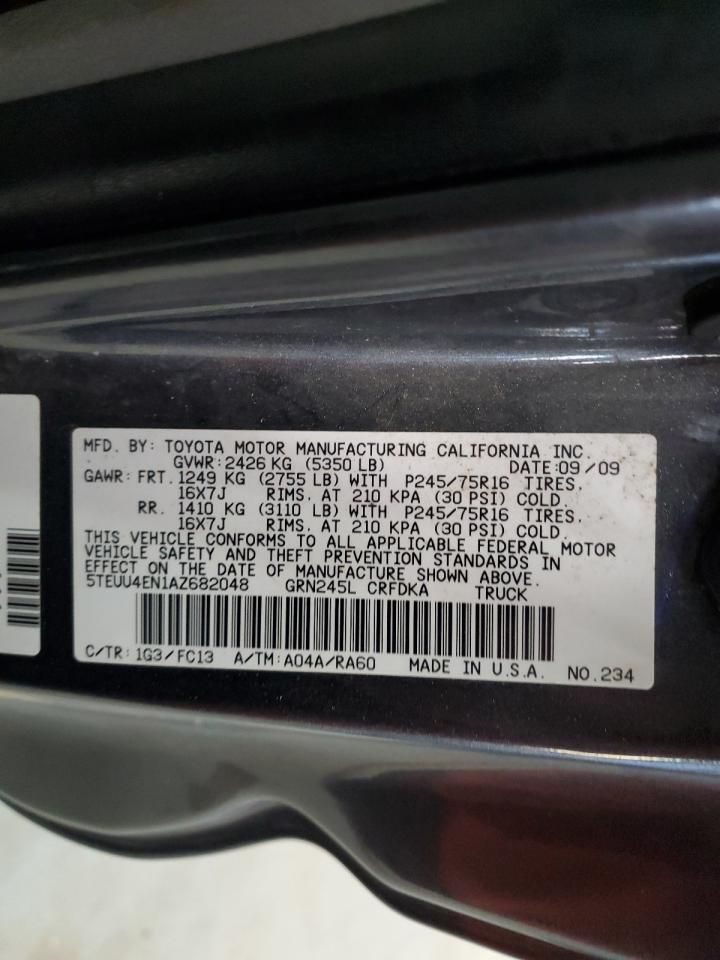 MFD. BY: TOYOTA MOTOR MANUFACTURING CALIFORNIA INC.
GVWR: 2426 KG (5350 LB) DATE: 09/09
GAWR: FRT. 1249 KG (2755 LB) WITH P245/75R16 TIRES.
16X7J RIMS. AT 210 KPA (30 PSI) COLD.
RR. 1410 KG (3110 LB) WITH P245/75R16 TIRES.
16X7J RIMS. AT 210 KPA (30 PSI) COLD.
THIS VEHICLE CONFORMS TO ALL APPLICABLE FEDERAL MOTOR
VEHICLE SAFETY AND THEFT PREVENTION STANDARDS IN
EFFECT ON THE DATE OF MANUFACTURE SHOWN ABOVE.
5TEUU4EN1AZ682048 GRN245L CRFDKA TRUCK
C/TR: 1G3/FC13 A/TM: A04A/RA60 MADE IN U.S.A. NO. 234